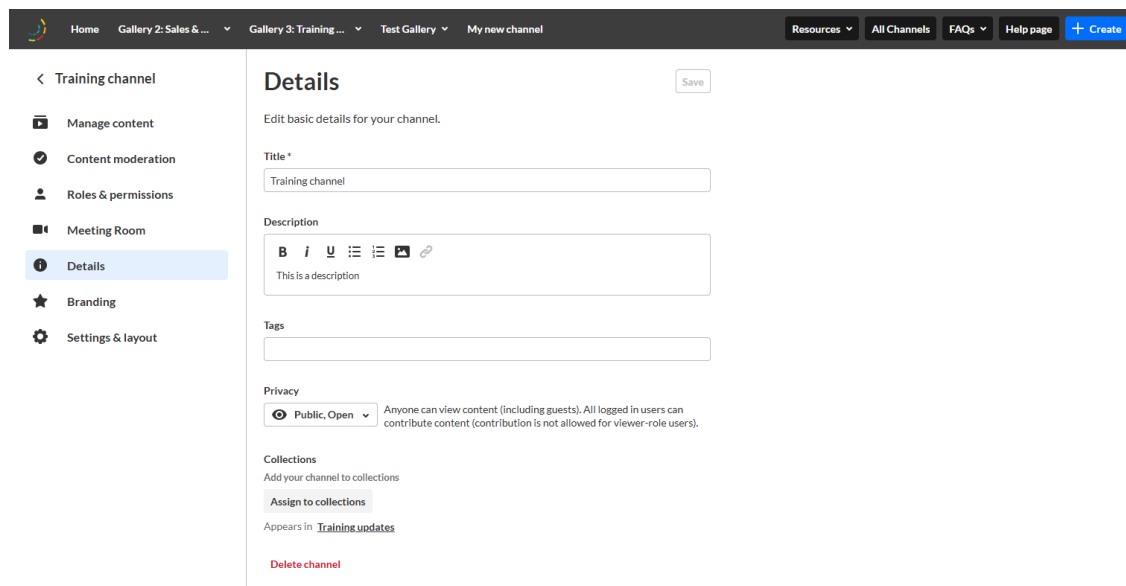 Home Gallery 2: Sales & ... Gallery 3: Training ... Test Gallery My new channel Resources All Channels FAQs Help page + Create
Training channel
Manage content
Content moderation
Roles & permissions
Meeting Room
Details
Branding
Settings & layout
Details
Save
Edit basic details for your channel.
Title *
Training channel
Description
B i U
This is a description
Tags
Privacy
Public, Open
Anyone can view content (including guests). All logged in users can
contribute content (contribution is not allowed for viewer-role users).
Collections
Add your channel to collections
Assign to collections
Appears in Training updates
Delete channel